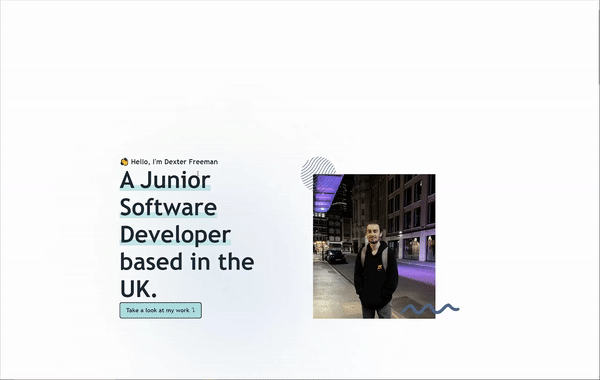 Hello, I'm Dexter Freeman
A Junior
Software
Developer
based in the
UK.
Take a look at my work